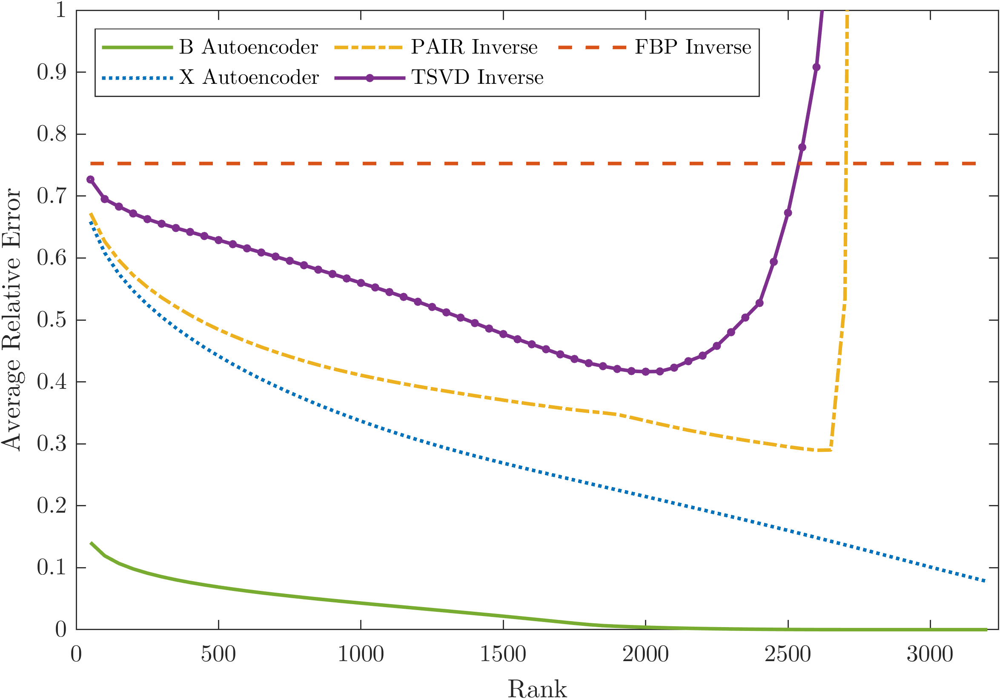 1
B Autoencoder PAIR Inverse FBP Inverse
X Autoencoder TSVD Inverse
0.9
0.8
0.7
0.6
0.5
0.4
0.3
0.2
0.1
0
Average Relative Error
0 500 1000 1500 2000 2500 3000
Rank